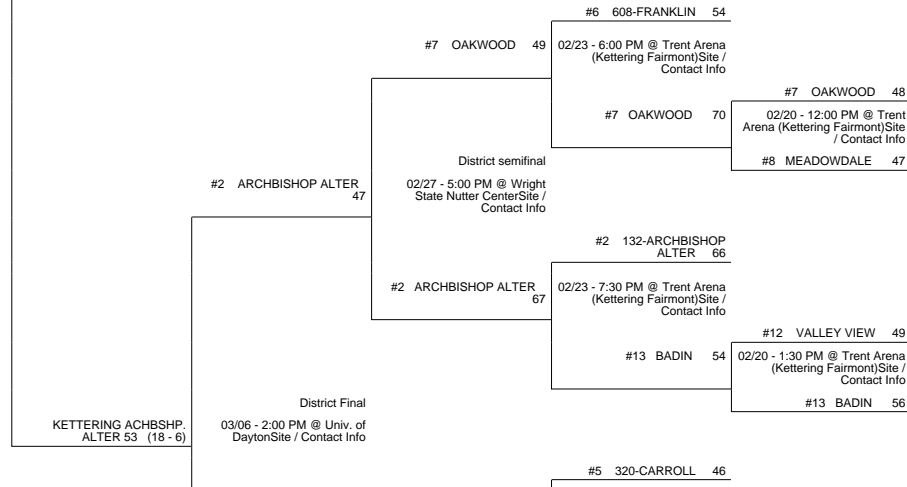 #6 608-FRANKLIN 54
#7 OAKWOOD 49
02/23 - 6:00 PM @ Trent Arena
(Kettering Fairmont)Site /
Contact Info
#7 OAKWOOD 48
#7 OAKWOOD 70
02/20 - 12:00 PM @ Trent
Arena (Kettering Fairmont)Site
/ Contact Info
#8 MEADOWDALE 47
District semifinal
#2 ARCHBISHOP ALTER
47
02/27 - 5:00 PM @ Wright
State Nutter CenterSite /
Contact Info
#2 132-ARCHBISHOP
ALTER 66
#2 ARCHBISHOP ALTER
67
02/23 - 7:30 PM @ Trent Arena
(Kettering Fairmont)Site /
Contact Info
#12 VALLEY VIEW 49
#13 BADIN 54
02/20 - 1:30 PM @ Trent Arena
(Kettering Fairmont)Site /
Contact Info
#13 BADIN 56
District Final
KETTERING ACHBSHP.
ALTER 53 (18 - 6)
03/06 - 2:00 PM @ Univ. of
DaytonSite / Contact Info
#5 320-CARROLL 46